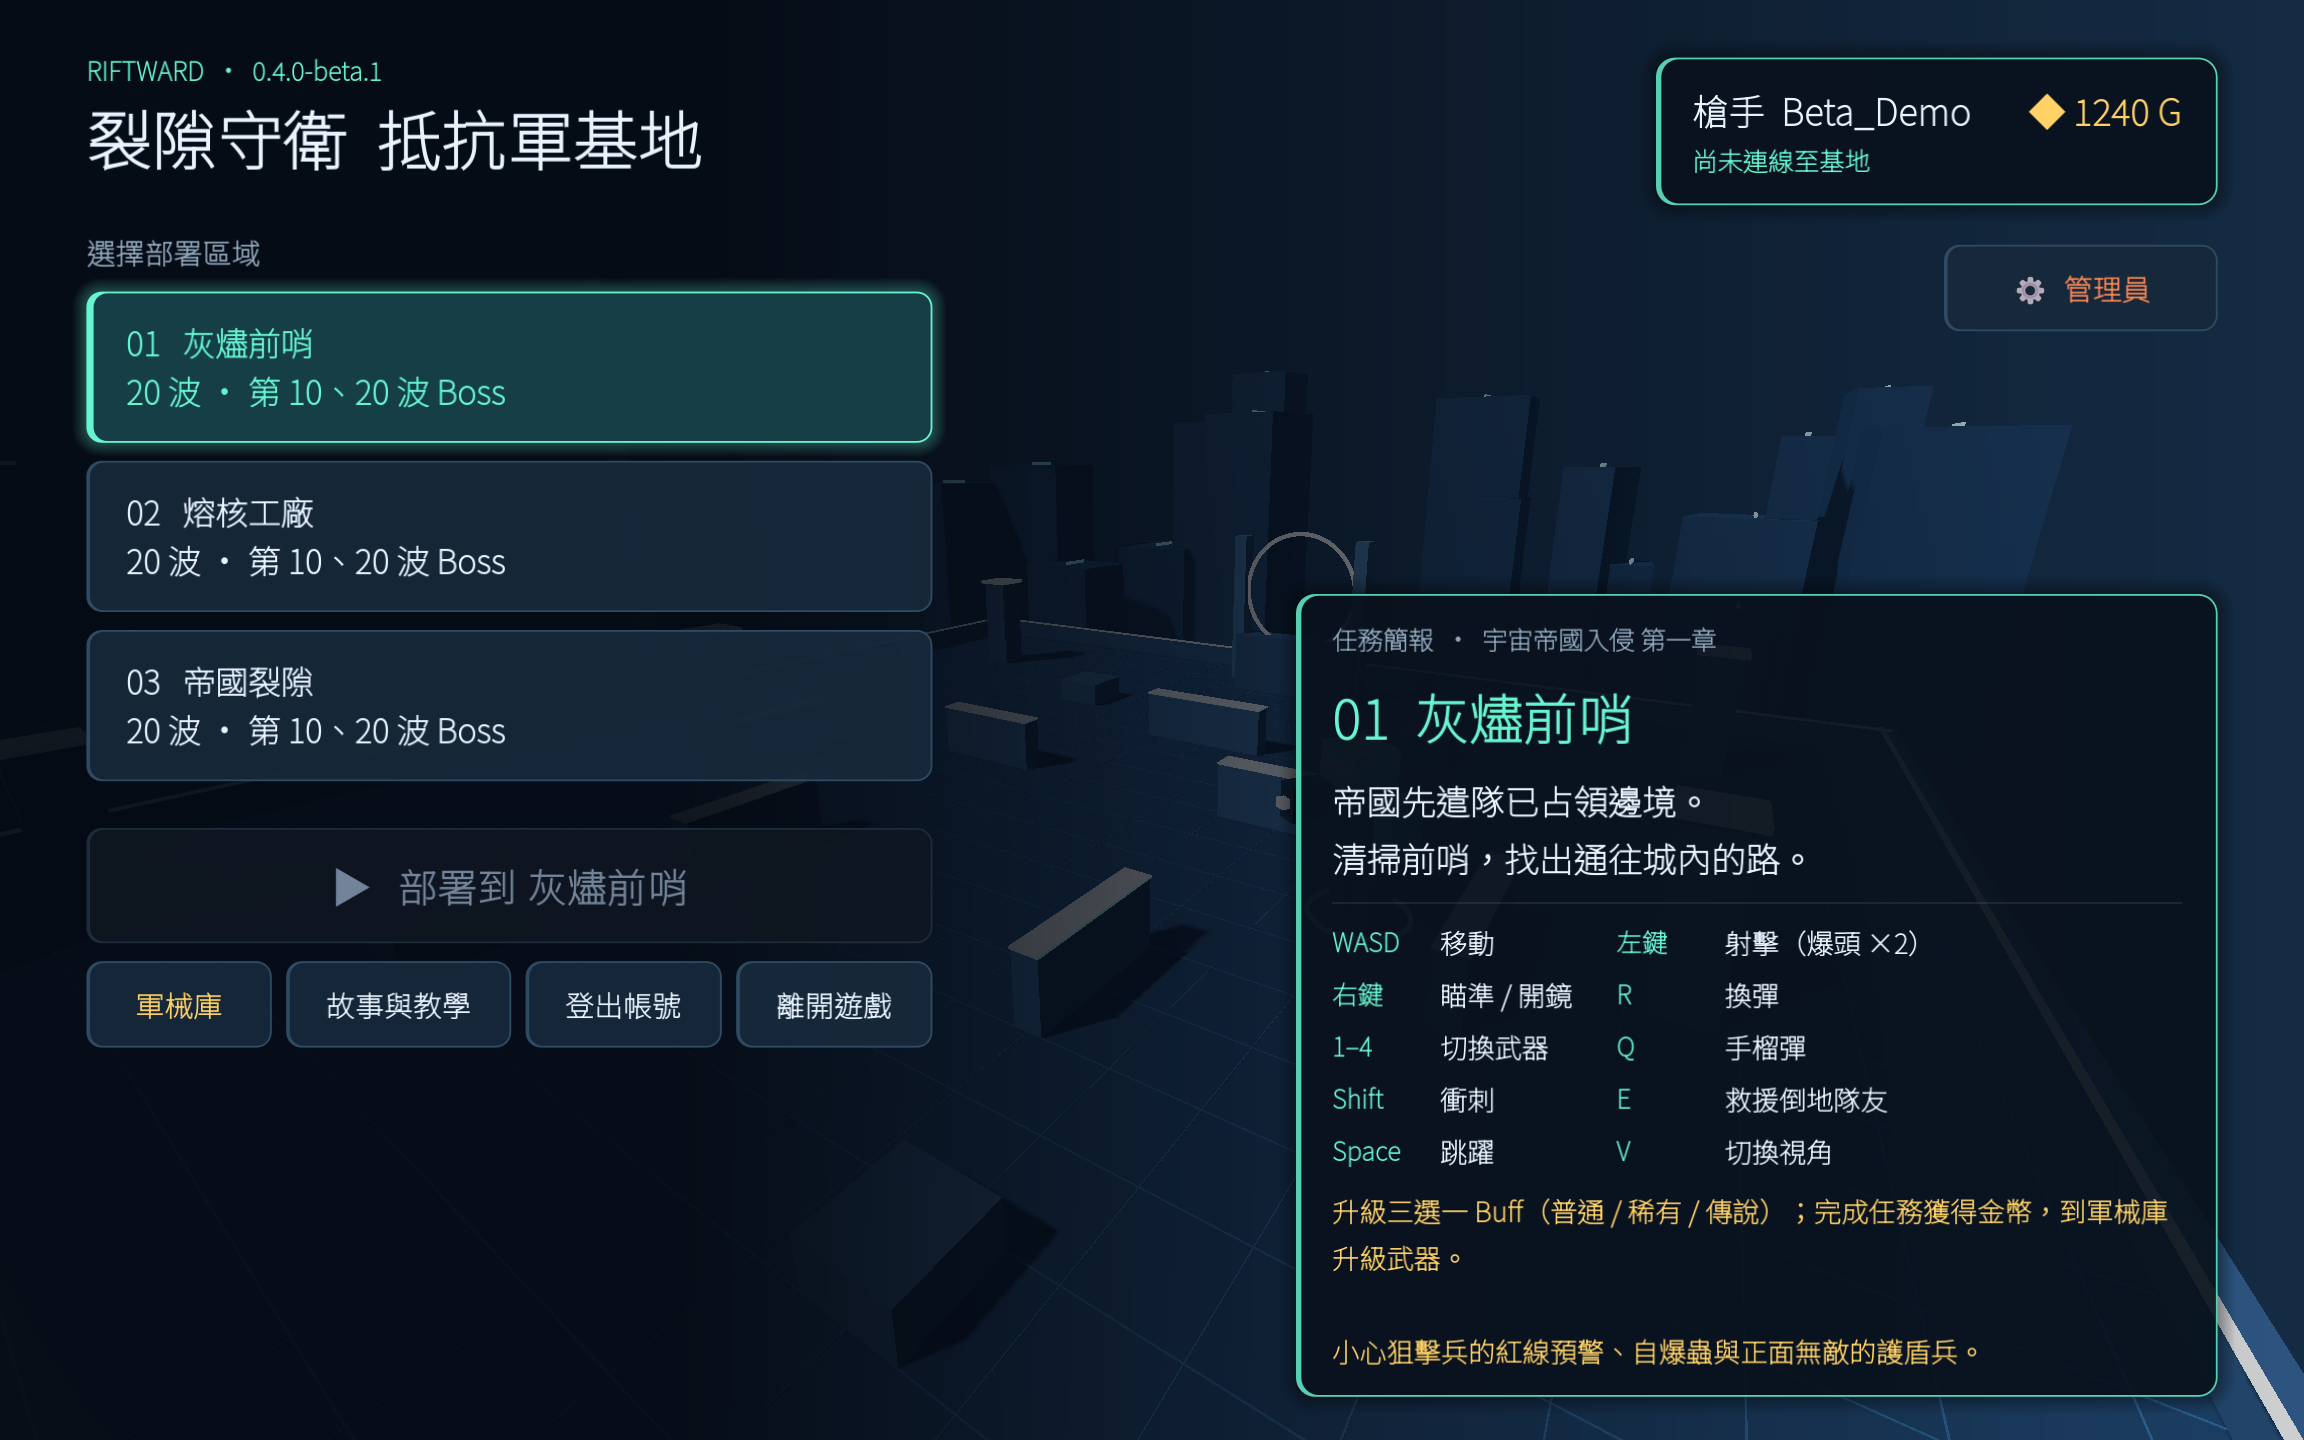 RIFTWARD • 0.4.0-beta.1
裂隙守衛 抵抗軍基地
槍手 Beta_Demo ◆ 1240 G
尚未連線至基地
管理員
選擇部署區域
01 灰燼前哨
20 波 • 第 10、20 波 Boss
02 熔核工廠
20 波 • 第 10、20 波 Boss
03 帝國裂隙
20 波 • 第 10、20 波 Boss
▶ 部署到 灰燼前哨
軍械庫 故事與教學 登出帳號 離開遊戲
任務簡報 • 宇宙帝國入侵 第一章
01 灰燼前哨
帝國先遣隊已占領邊境。
清掃前哨，找出通往城內的路。
WASD 移動 左鍵 射擊（爆頭 ×2）
右鍵 瞄準 / 開鏡 R 換彈
1–4 切換武器 Q 手榴彈
Shift 衝刺 E 救援倒地隊友
Space 跳躍 V 切換視角
升級三選一 Buff（普通 / 稀有 / 傳說）；完成任務獲得金幣，到軍械庫
升級武器。
小心狙擊兵的紅線預警、自爆蟲與正面無敵的護盾兵。